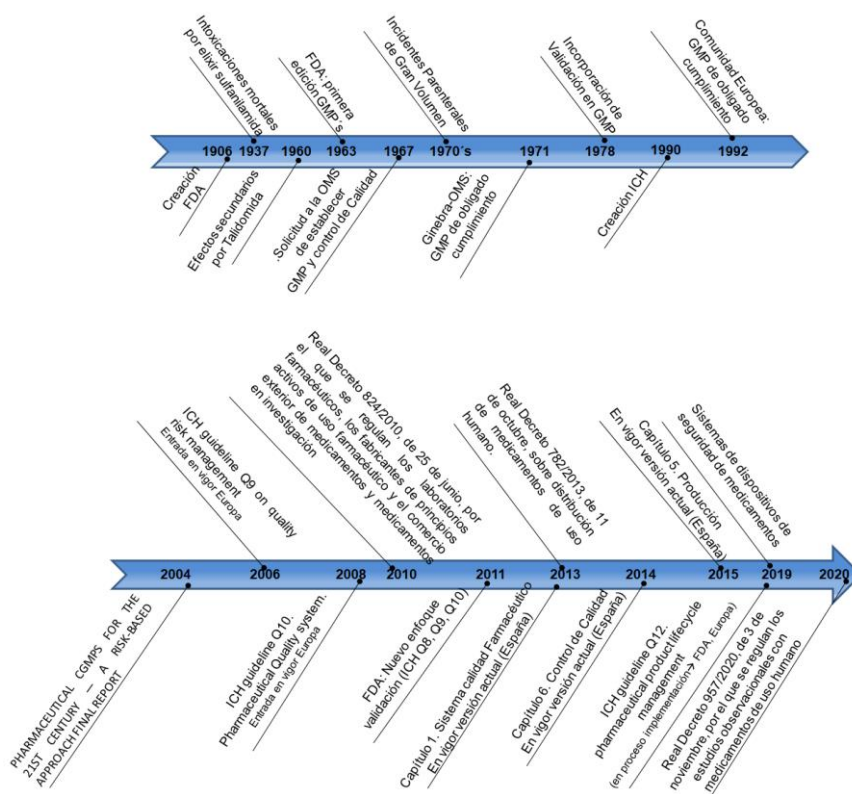 Intoxicaciones mortales
por elixir sulfanilamida
FDA: primera
edición GMP´s
Incidentes Parenterales
de Gran Volumen
Incorporación de
Validación en GMP
Comunidad Europea:
GMP de obligado
cumplimiento
1906
1937
1960
1963
1967
1970´s
1971
1978
1990
1992
Creación
FDA
Efectos secundarios
por Talidomida
.Solicitud a la OMS
de establecer
GMP y control de Calidad
Ginebra-OMS:
GMP de obligado
cumplimiento
Creación ICH
ICH guideline Q9 on quality
risk management
Entrada en vigor Europa
Real Decreto 824/2010, de 25 de junio, por
el que se regulan los laboratorios
farmacéuticos, los fabricantes de principios
activos de uso farmacéutico y el comercio
exterior de medicamentos y medicamentos
en investigación
Real Decreto 782/2013, de 11
de octubre, sobre distribución
de medicamentos de uso
humano.
Capítulo 5. Producción
En vigor versión actual (España)
Sistemas de dispositivos de
seguridad de medicamentos
2004
2006
2008
2010
2011
2013
2014
2015
2019
2020
PHARMACEUTICAL CGMPS FOR THE
21ST CENTURY — A RISK-BASED
APPROACH FINAL REPORT
ICH guideline Q10.
Pharmaceutical Quality system.
Entrada en vigor Europa
FDA: Nuevo enfoque
validación (ICH Q8, Q9, Q10)
Capítulo 1. Sistema calidad Farmacéutico
En vigor versión actual (España)
Capítulo 6. Control de Calidad
En vigor versión actual (España)
ICH guideline Q12.
pharmaceutical product lifecycle
management
(en proceso implementación→ FDA, Europa)
Real Decreto 957/2020, de 3 de
noviembre, por el que se regulan los
estudios observacionales con
medicamentos de uso humano